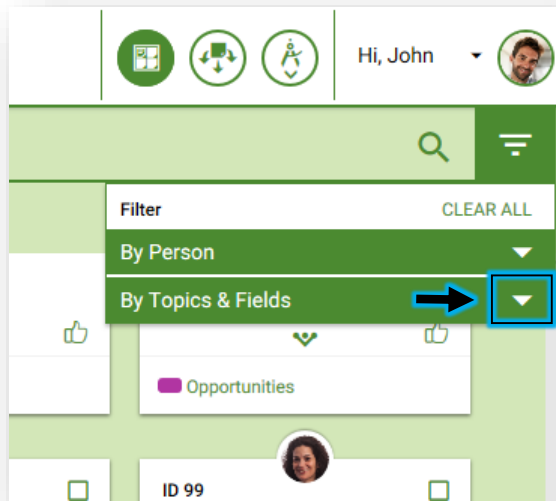 Hi, John
Filter
CLEAR ALL
By Person
By Topics & Fields
Opportunities
ID 99